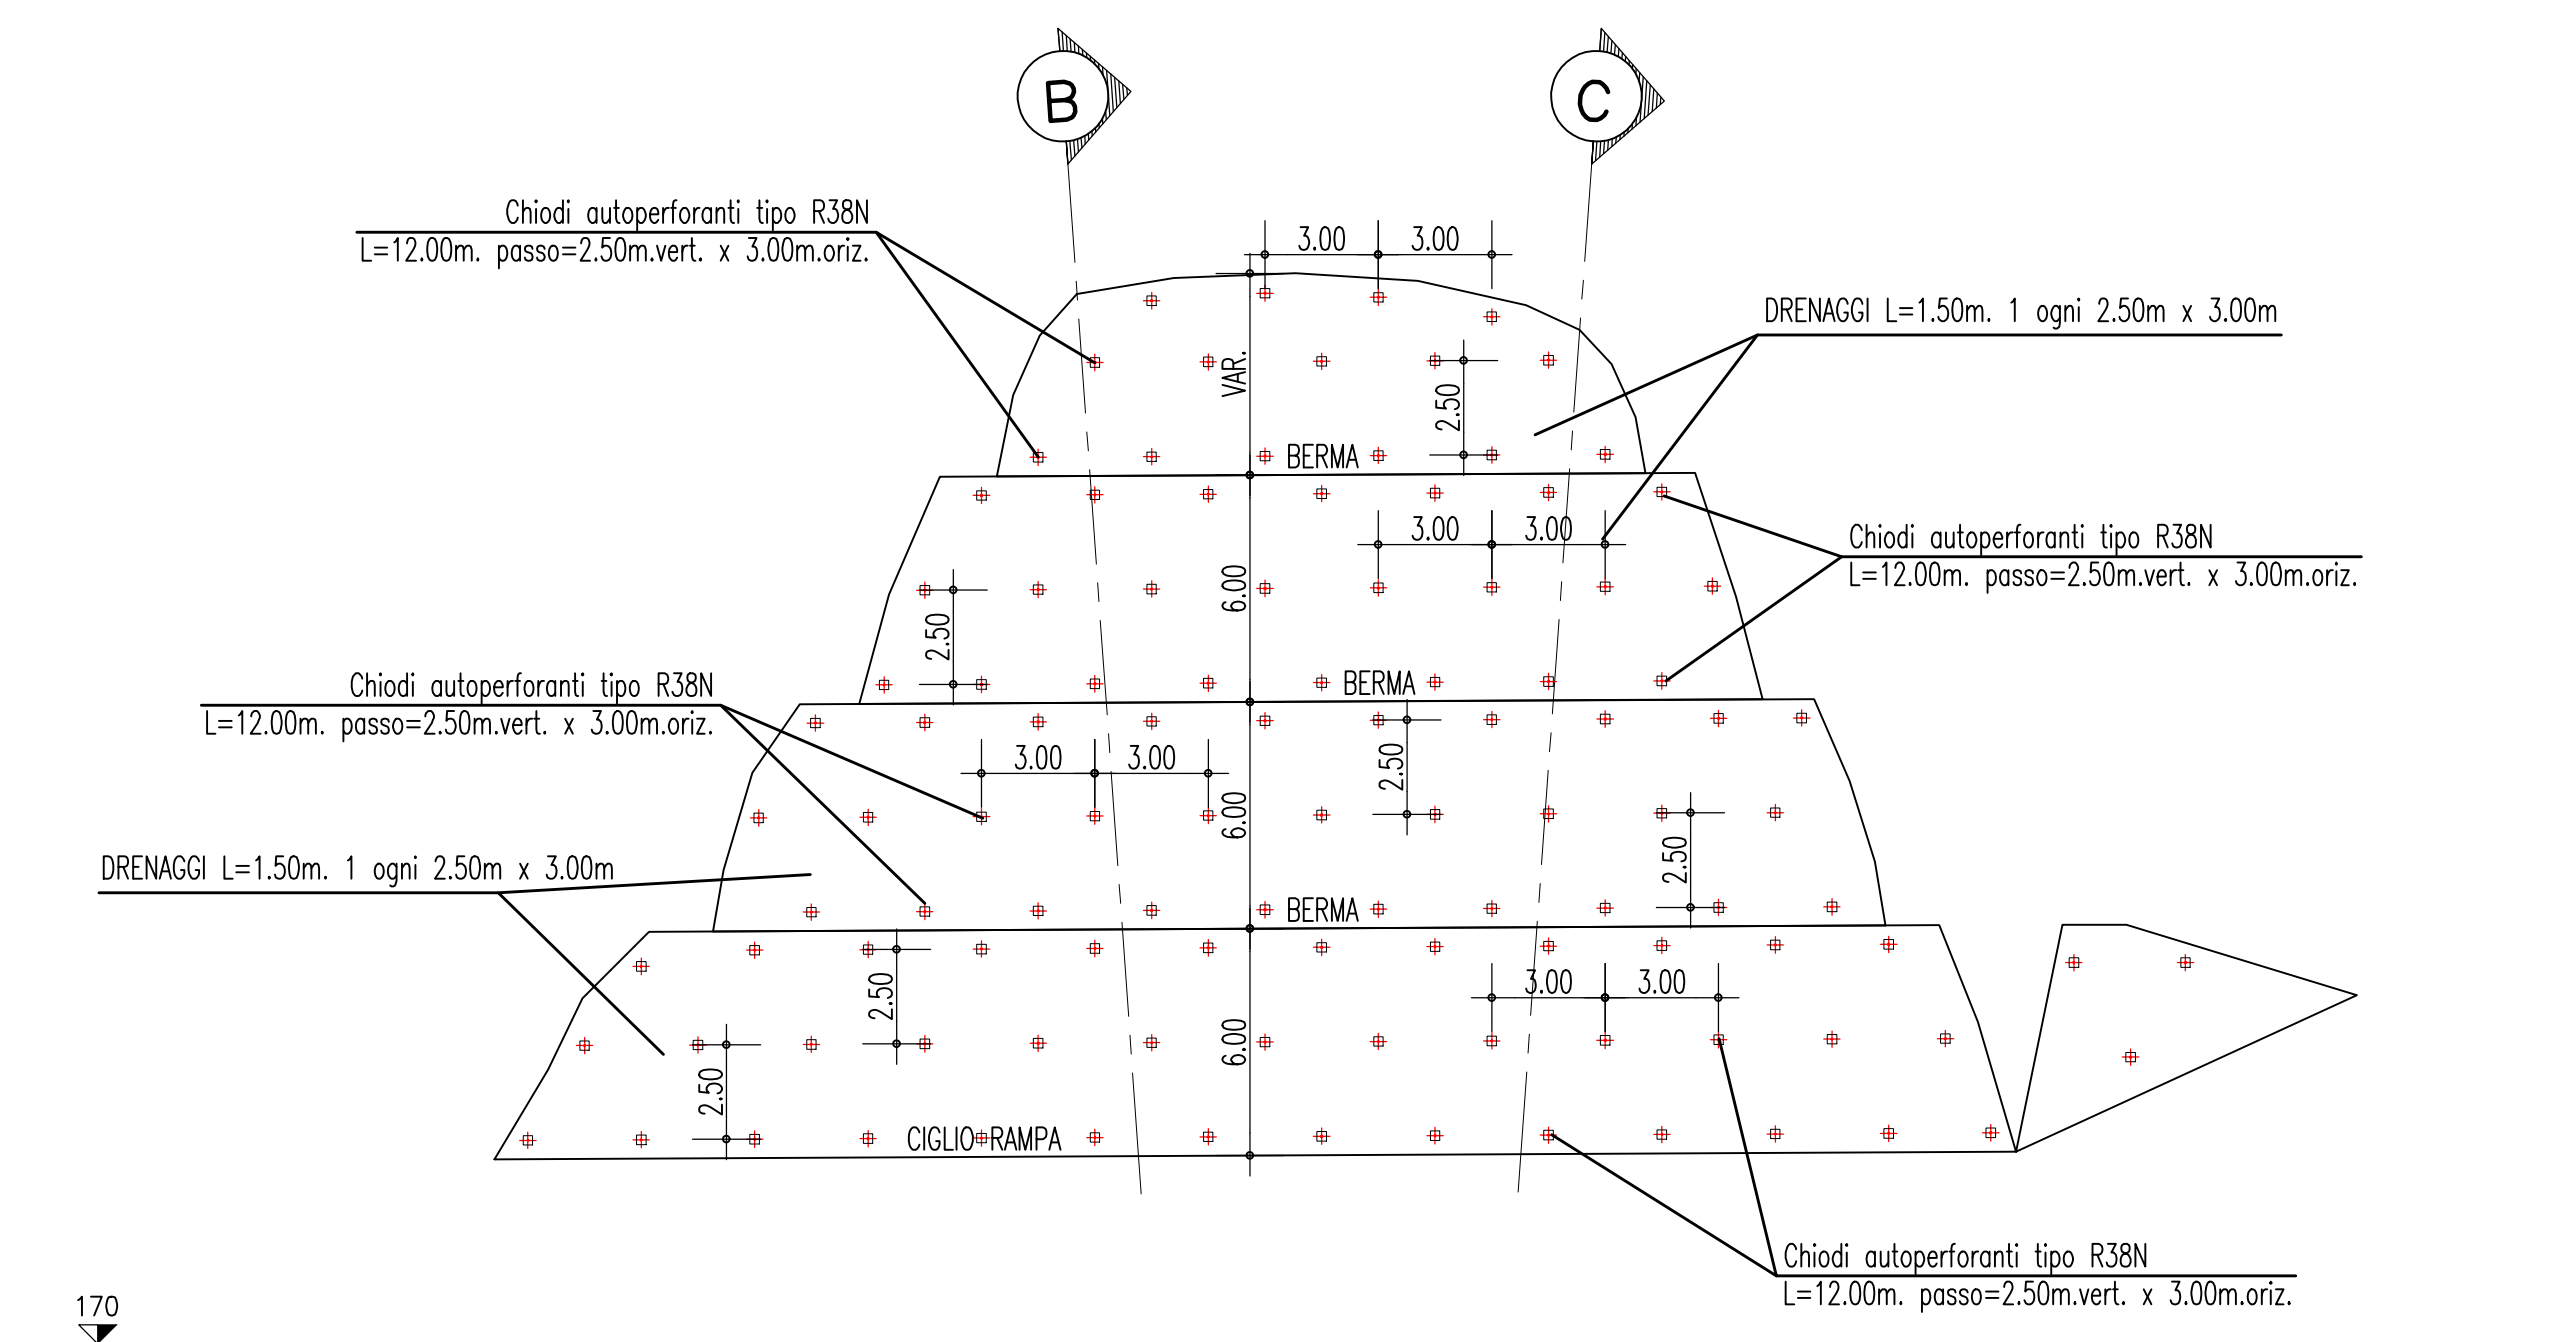 B
C
Chiodi autoperforanti tipo R38N
L=12.00m. passo=2.50m.vert. x 3.00m.oriz.
3.00
3.00
DRENAGGI L=1.50m. 1 ogni 2.50m x 3.00m
VAR.
2.50
BERMA
3.00
3.00
Chiodi autoperforanti tipo R38N
L=12.00m. passo=2.50m.vert. x 3.00m.oriz.
6.00
2.50
BERMA
Chiodi autoperforanti tipo R38N
L=12.00m. passo=2.50m.vert. x 3.00m.oriz.
3.00
3.00
2.50
6.00
2.50
DRENAGGI L=1.50m. 1 ogni 2.50m x 3.00m
BERMA
2.50
3.00
3.00
6.00
2.50
CIGLIO RAMPA
Chiodi autoperforanti tipo R38N
L=12.00m. passo=2.50m.vert. x 3.00m.oriz.
170